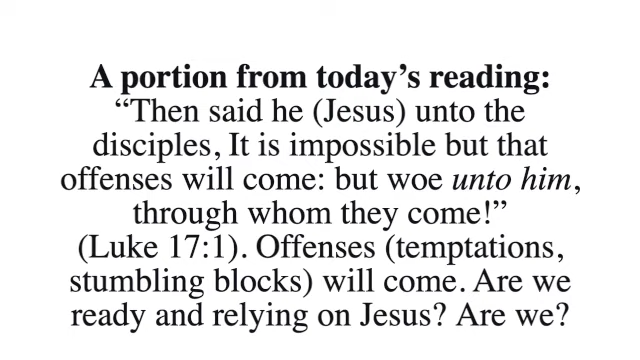 A portion from today’s reading:
“Then said he (Jesus) unto the
disciples, It is impossible but that
offenses will come: but woe unto him,
through whom they come!”
(Luke 17:1). Offenses (temptations,
stumbling blocks) will come. Are we
ready and relying on Jesus? Are we?